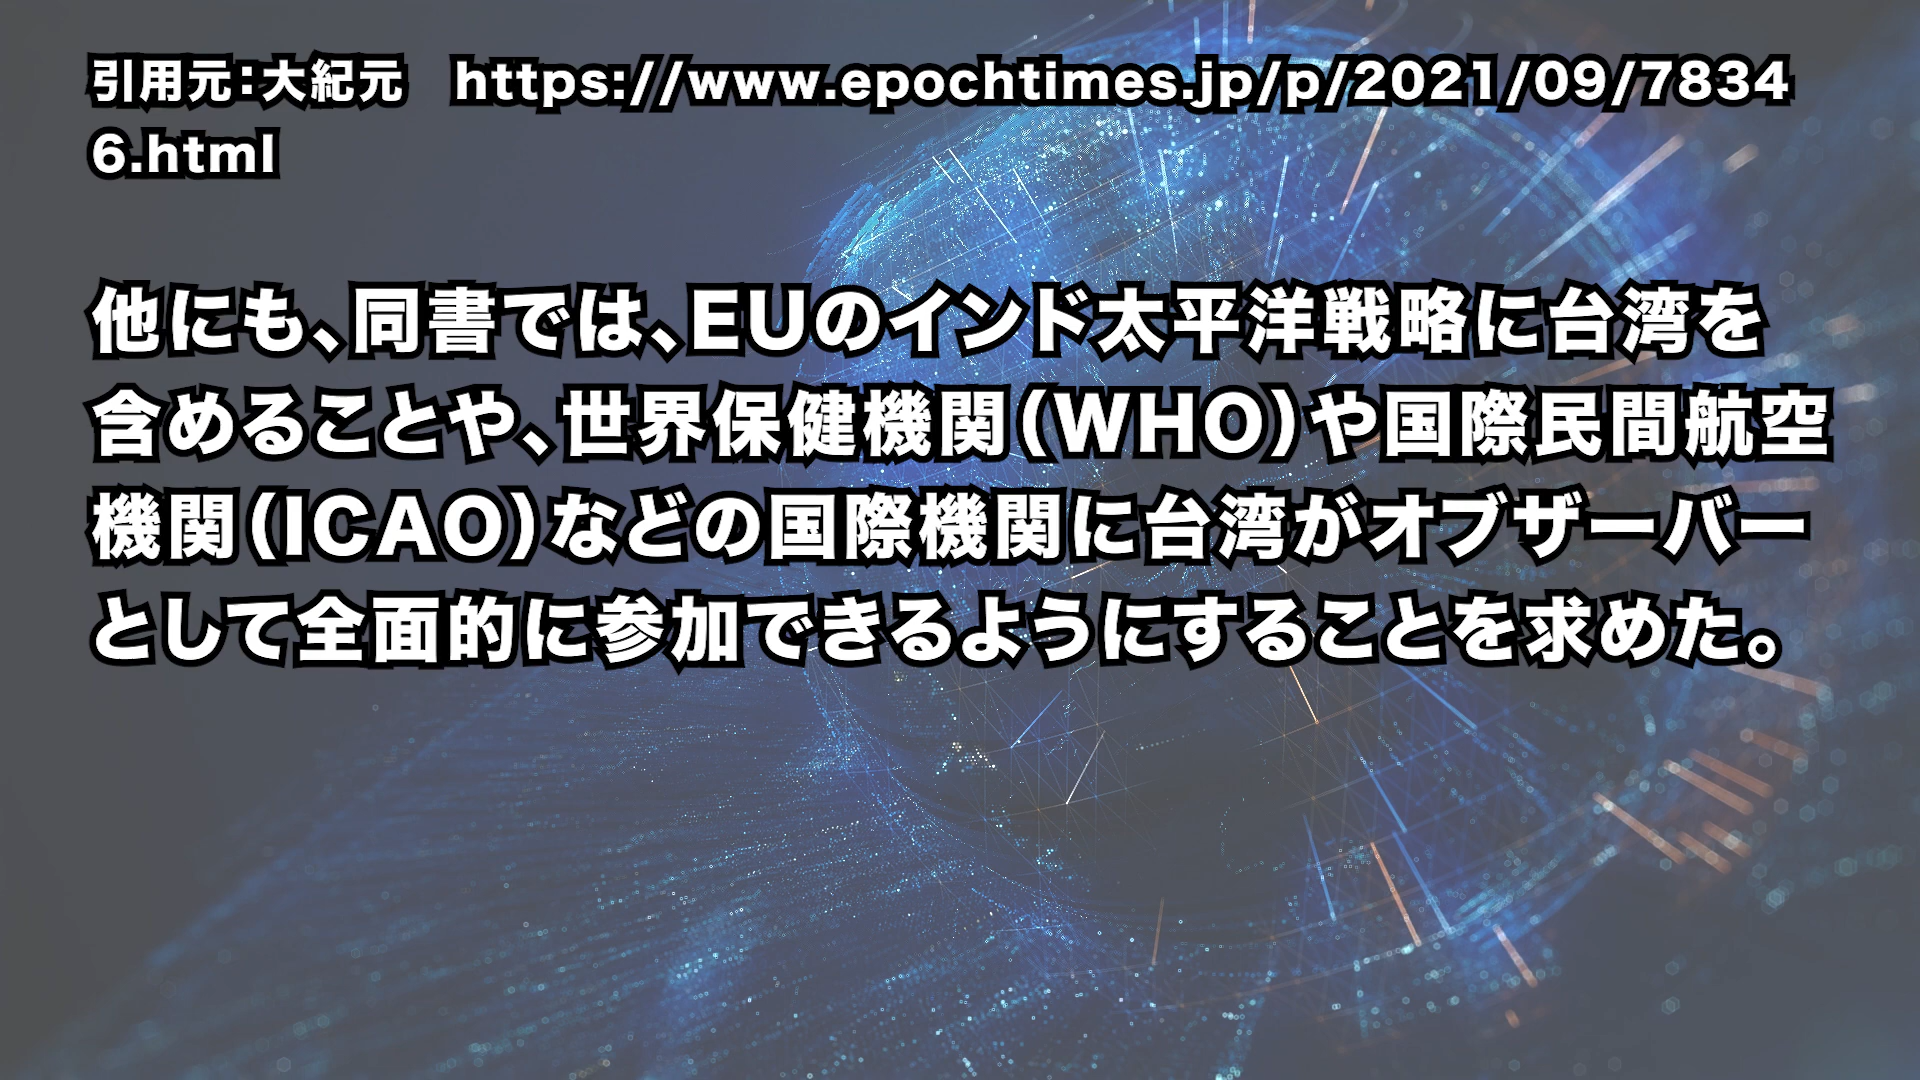 引用元：大紀元　https://www.epochtimes.jp/p/2021/09/7834
6.html
他にも、同書では、EUのインド太平洋戦略に台湾を
含めることや、世界保健機関（WHO）や国際民間航空
機関（ICAO）などの国際機関に台湾がオブザーバー
として全面的に参加できるようにすることを求めた。